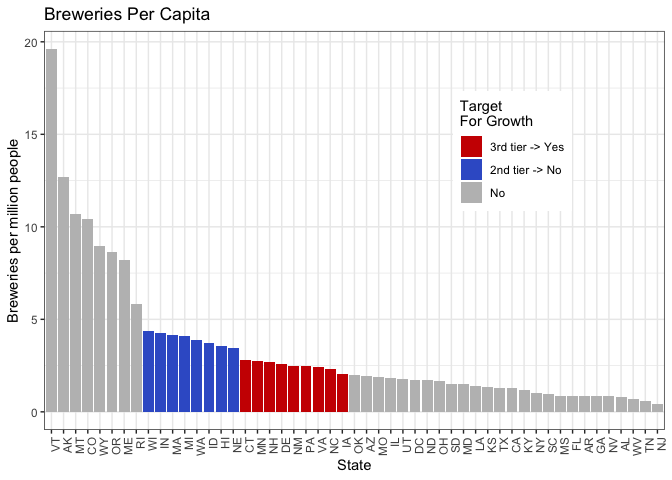 Breweries Per Capita
Breweries per million people
20
15
10
5
0
Target
For Growth
3rd tier -> Yes
2nd tier -> No
No
VT AK MT CO WY OR ME RI WI IN MA MI WA ID HI NE CT MN NH DE NM PA VA NC IA OK AZ MO IL UT DC ND OH SD MD LA KS TX CA KY NY SC MS FL AR GA NV AL WV TN NJ
State